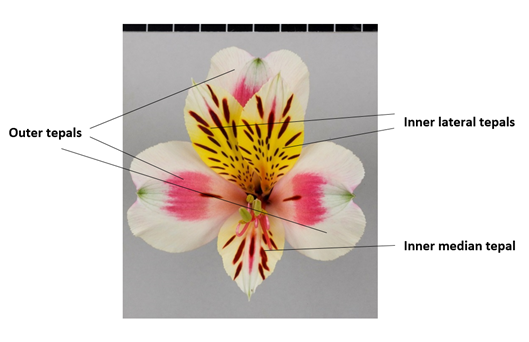 Outer tepals
Inner lateral tepals
Inner median tepal